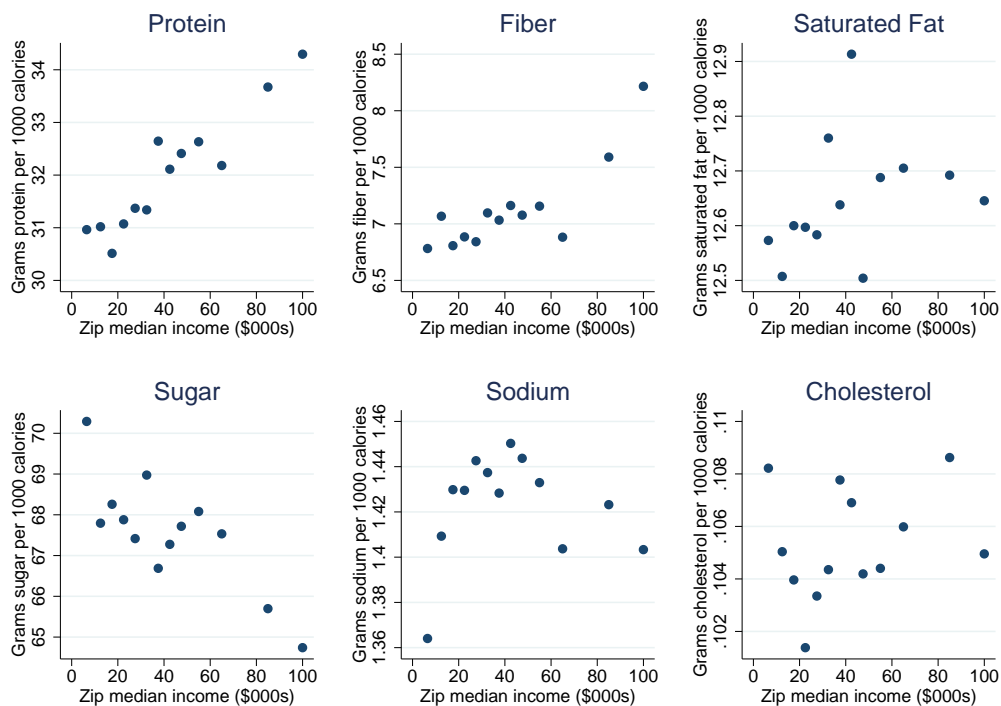 Protein
Grams protein per 1000 calories
34
33
32
31
30
0 20 40 60 80 100
Zip median income ($000s)
Fiber
Grams fiber per 1000 calories
8.5
8
7.5
7
6.5
0 20 40 60 80 100
Zip median income ($000s)
Saturated Fat
Grams saturated fat per 1000 calories
12.9
12.8
12.7
12.6
12.5
0 20 40 60 80 100
Zip median income ($000s)
Sugar
Grams sugar per 1000 calories
70
69
68
67
66
65
0 20 40 60 80 100
Zip median income ($000s)
Sodium
Grams sodium per 1000 calories
1.46
1.44
1.42
1.4
1.38
1.36
0 20 40 60 80 100
Zip median income ($000s)
Cholesterol
Grams cholesterol per 1000 calories
.11
.108
.106
.104
.102
0 20 40 60 80 100
Zip median income ($000s)